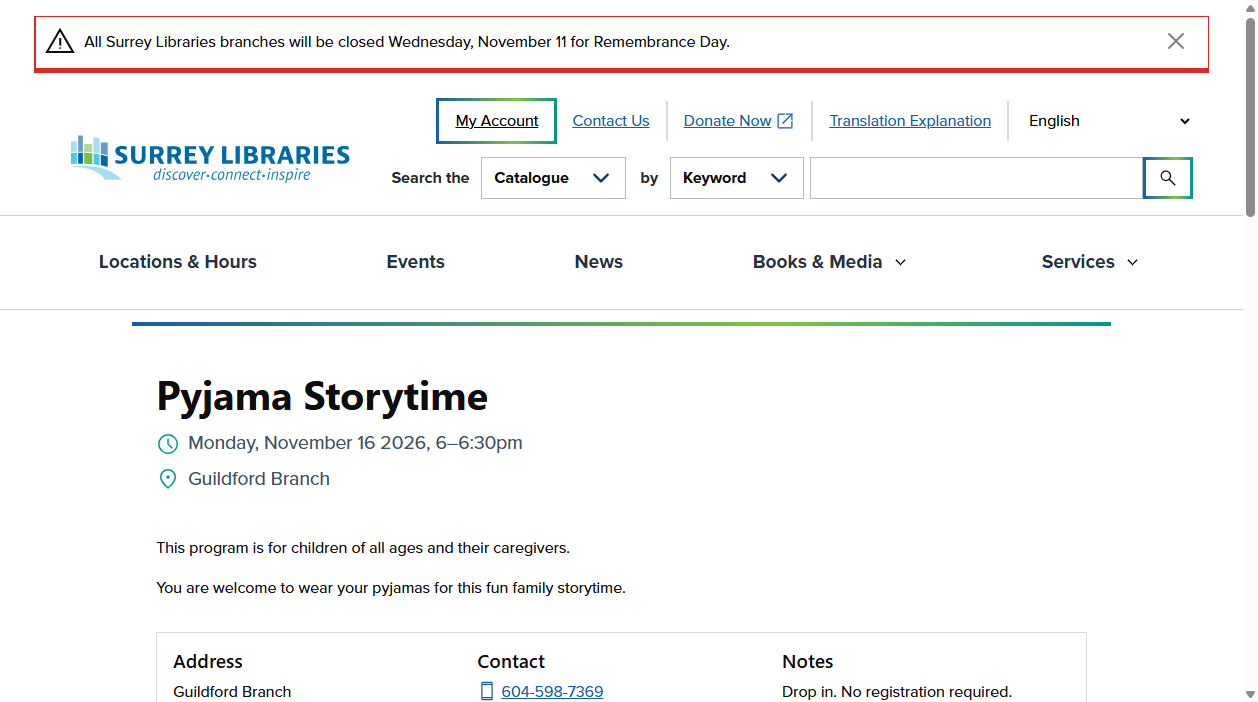 All Surrey Libraries branches will be closed Wednesday, November 11 for Remembrance Day.
My Account
Contact Us
Donate Now
Translation Explanation
English
SURREY LIBRARIES
discover·connect·inspire
Search the
Catalogue
by
Keyword
Locations & Hours
Events
News
Books & Media
Services
Pyjama Storytime
Monday, November 16 2026, 6–6:30pm
Guildford Branch
This program is for children of all ages and their caregivers.
You are welcome to wear your pyjamas for this fun family storytime.
Address
Guildford Branch
Contact
604-598-7369
Notes
Drop in. No registration required.